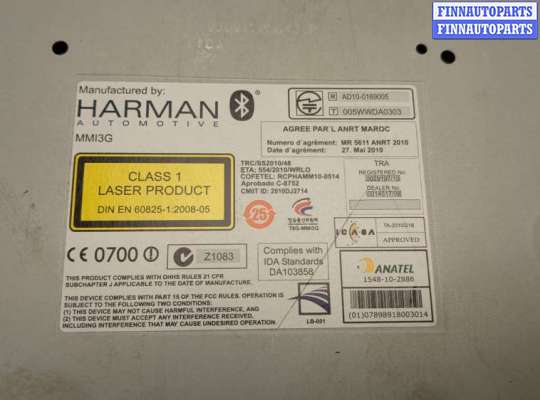 FINNAUTOPARTS
FINNAUTOPARTS
Manufactured by:
HARMAN
AUTOMOTIVE
MMI3G
R AD10-0169005
T 005WWDA0303
AGREE PAR L'ANRT MAROC
Numero d'agrément: MR 5611 ANRT 2010
Date d'agrément: 27. Mai 2010
CLASS 1
LASER PRODUCT
DIN EN 60825-1:2008-05
TRC/SS2010/48
ETA: 554/2010/WRLO
COFETEL: RCPHAMM10-0514
Aprobado C-8752
CMIIT ID: 2010DJ2714
TRA
REGISTERED No:
DEALER No:
25
T8G-MMI3G
ICASA
TA-2010/218
APPROVED
CE 0700
Z1083
Complies with
IDA Standards
DA103858
ANATEL
1548-10-2886
(01)07898918003014
THIS PRODUCT COMPLIES WITH DHHS RULES 21 CFR
SUBCHAPTER J APPLICABLE TO THE DATE OF MANUFACTURE.
THIS DEVICE COMPLIES WITH PART 15 OF THE FCC RULES. OPERATION IS
SUBJECT TO THE FOLLOWING TWO CONDITIONS:
(1) THIS DEVICE MAY NOT CAUSE HARMFUL INTERFERENCE, AND
(2) THIS DEVICE MUST ACCEPT ANY INTERFERENCE RECEIVED,
INCLUDING INTERFERENCE THAT MAY CAUSE UNDESIRED OPERATION.
LB-001